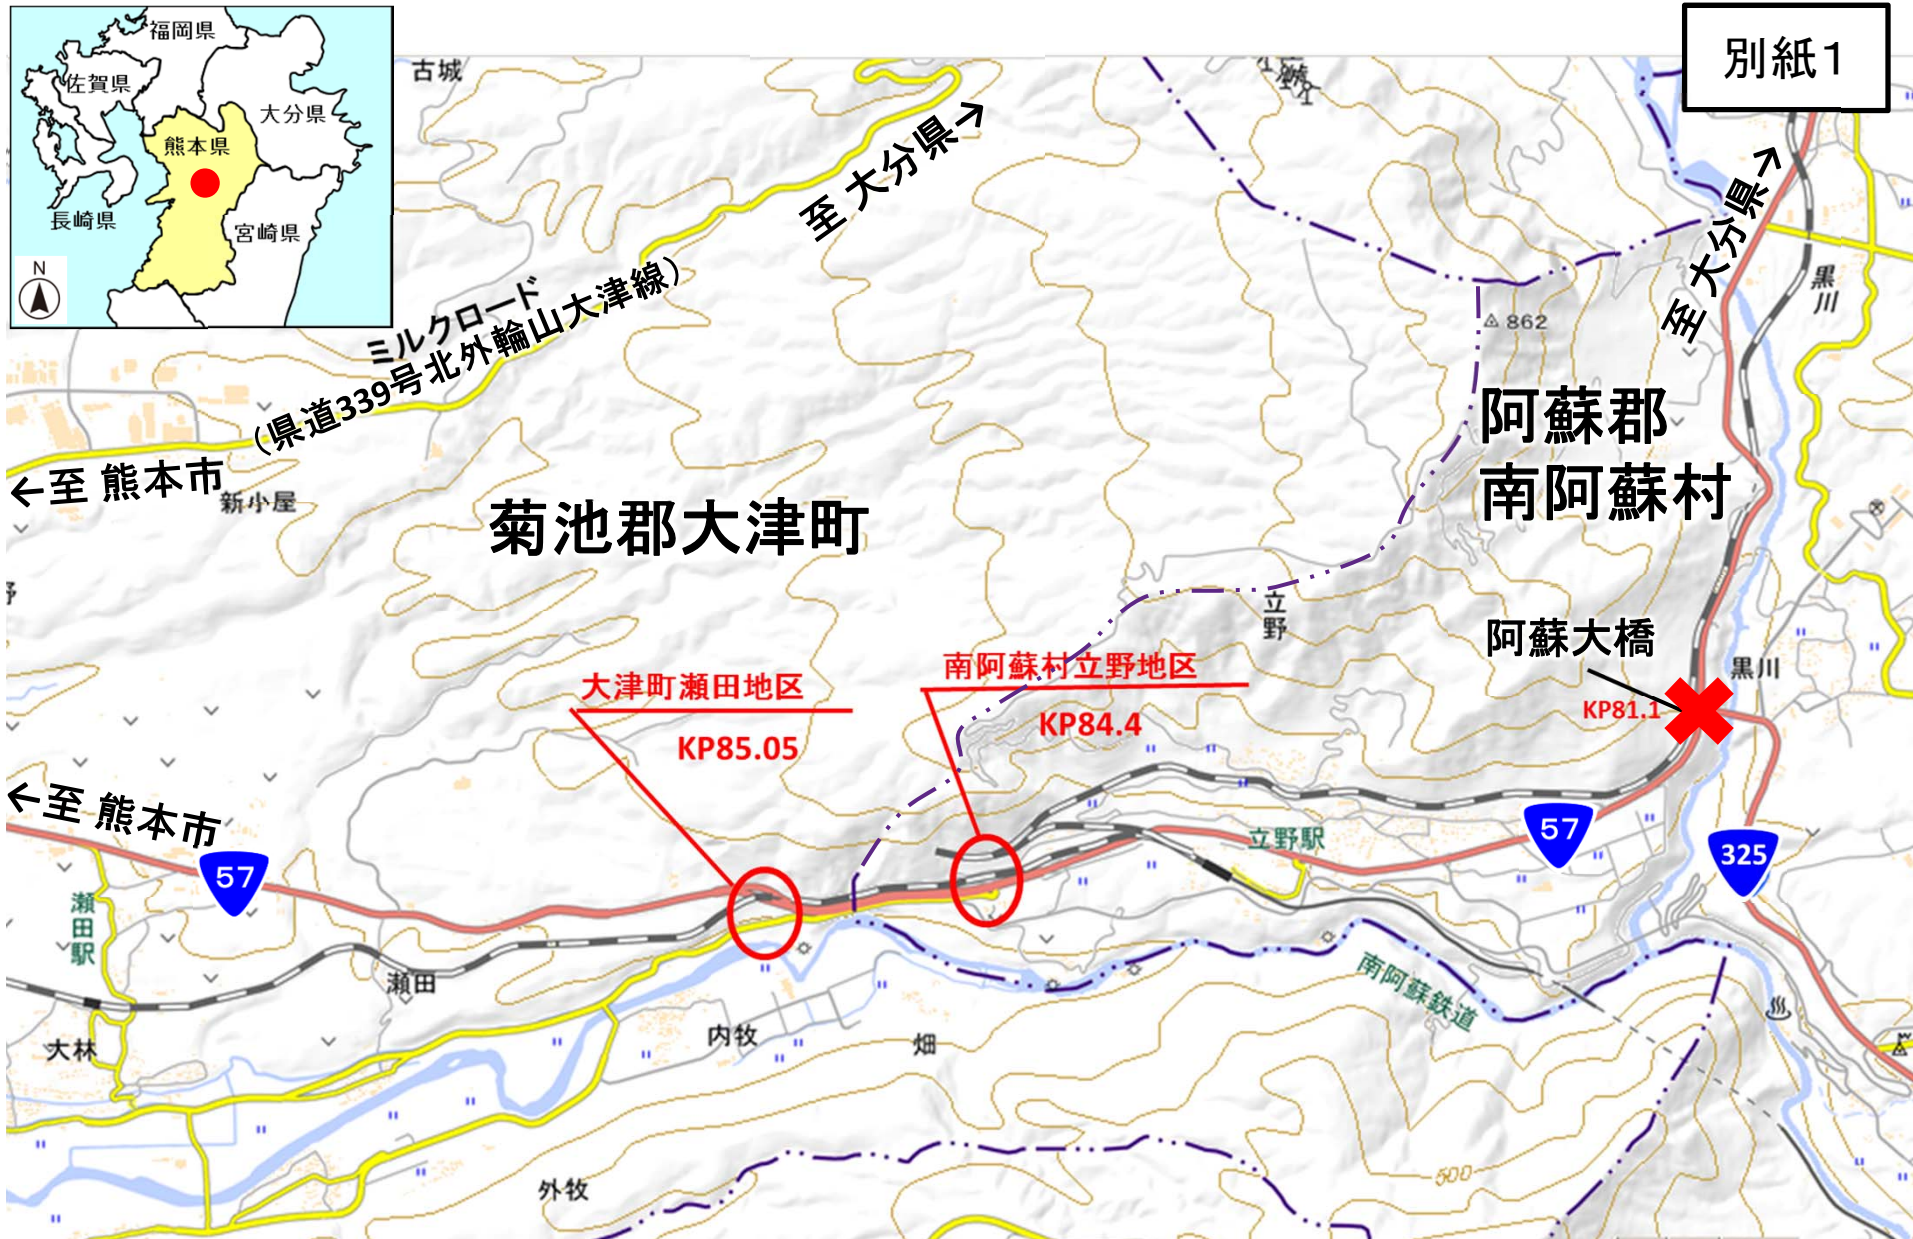 別紙1
福岡県
佐賀県
大分県
熊本県
長崎県
宮崎県
N
古城
至 大分県→
至 大分県→
ミルクロード
（県道339号北外輪山大津線）
←至 熊本市
新小屋
862
黒川
阿蘇郡
南阿蘇村
菊池郡大津町
野
立野
阿蘇大橋
黒川
KP81.1
大津町瀬田地区
KP85.05
南阿蘇村立野地区
KP84.4
←至 熊本市
57
立野駅
57
325
瀬田駅
瀬田
南阿蘇鉄道
内牧
畑
大林
外牧
500